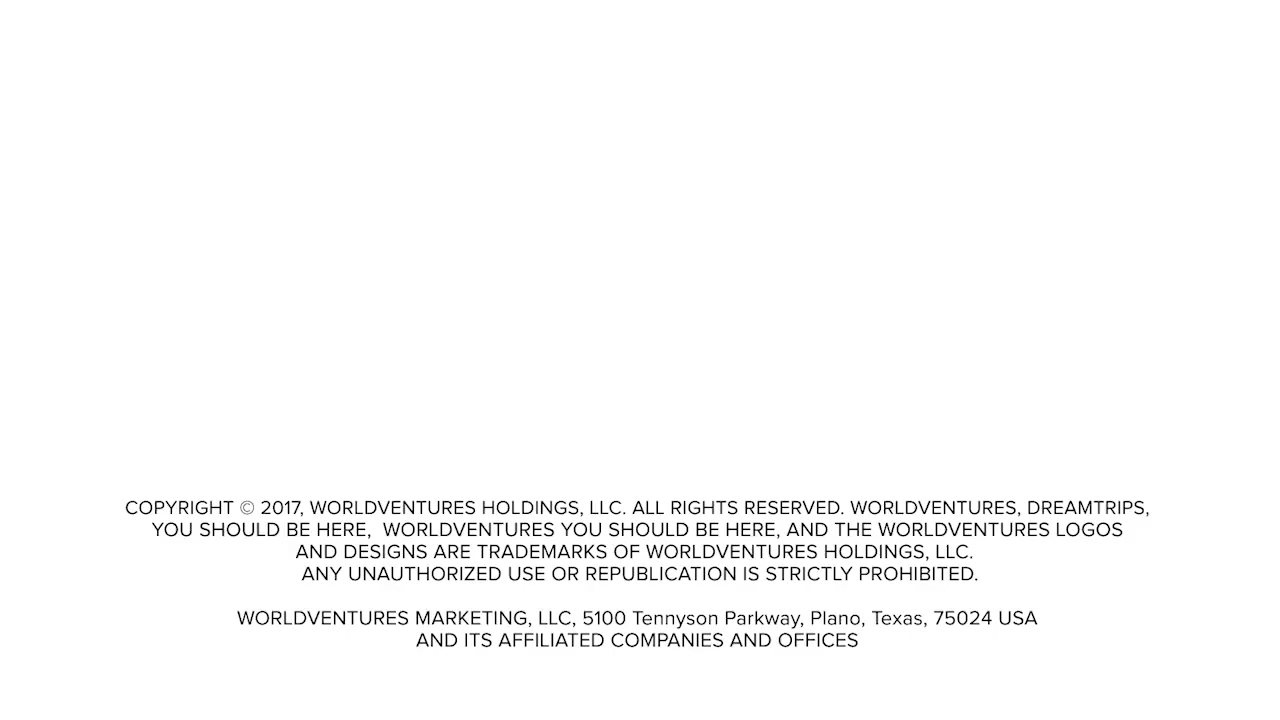 COPYRIGHT © 2017, WORLDVENTURES HOLDINGS, LLC. ALL RIGHTS RESERVED. WORLDVENTURES, DREAMTRIPS,
YOU SHOULD BE HERE,  WORLDVENTURES YOU SHOULD BE HERE, AND THE WORLDVENTURES LOGOS
AND DESIGNS ARE TRADEMARKS OF WORLDVENTURES HOLDINGS, LLC.
ANY UNAUTHORIZED USE OR REPUBLICATION IS STRICTLY PROHIBITED.
WORLDVENTURES MARKETING, LLC, 5100 Tennyson Parkway, Plano, Texas, 75024 USA
AND ITS AFFILIATED COMPANIES AND OFFICES